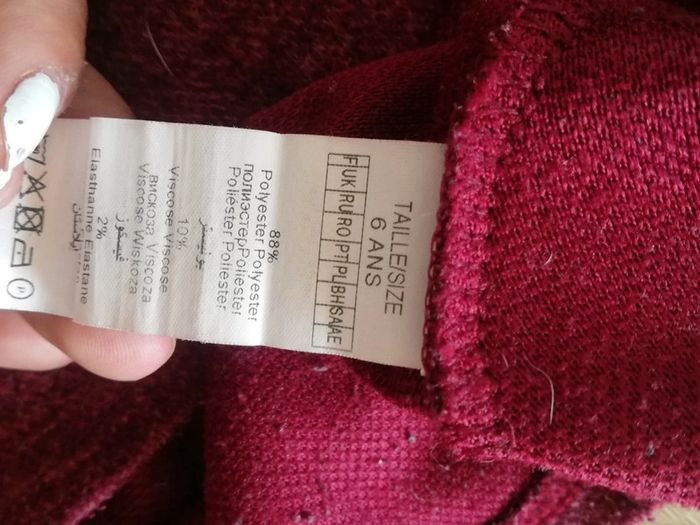 TAILLE/SIZE
6 ANS
F UK RU RO PT PL BH SA AE
88%
Polyester Polyester
полиэстер Poliester
Poliéster Poliester
بوليستر
10%
Viscose Viscose
вискоза Viscoza
Viscose Wiskoza
فيسكوز
2%
Elasthanne Elastane
P